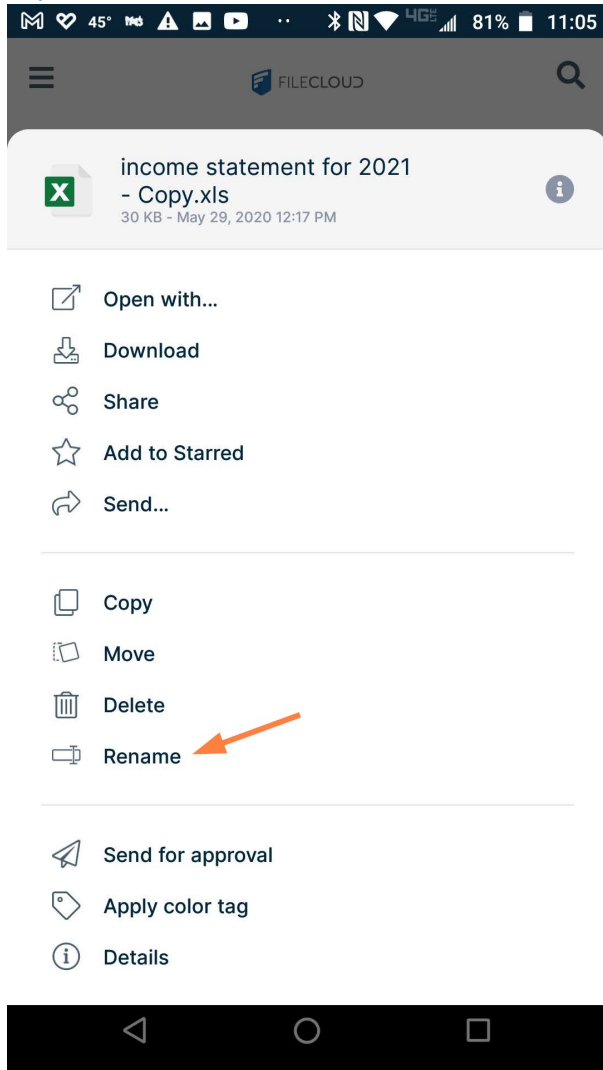 45° 4GE 81% 11:05
FILECLOUD
income statement for 2021
- Copy.xls
30 KB - May 29, 2020 12:17 PM
Open with...
Download
Share
Add to Starred
Send...
Copy
Move
Delete
Rename
Send for approval
Apply color tag
Details